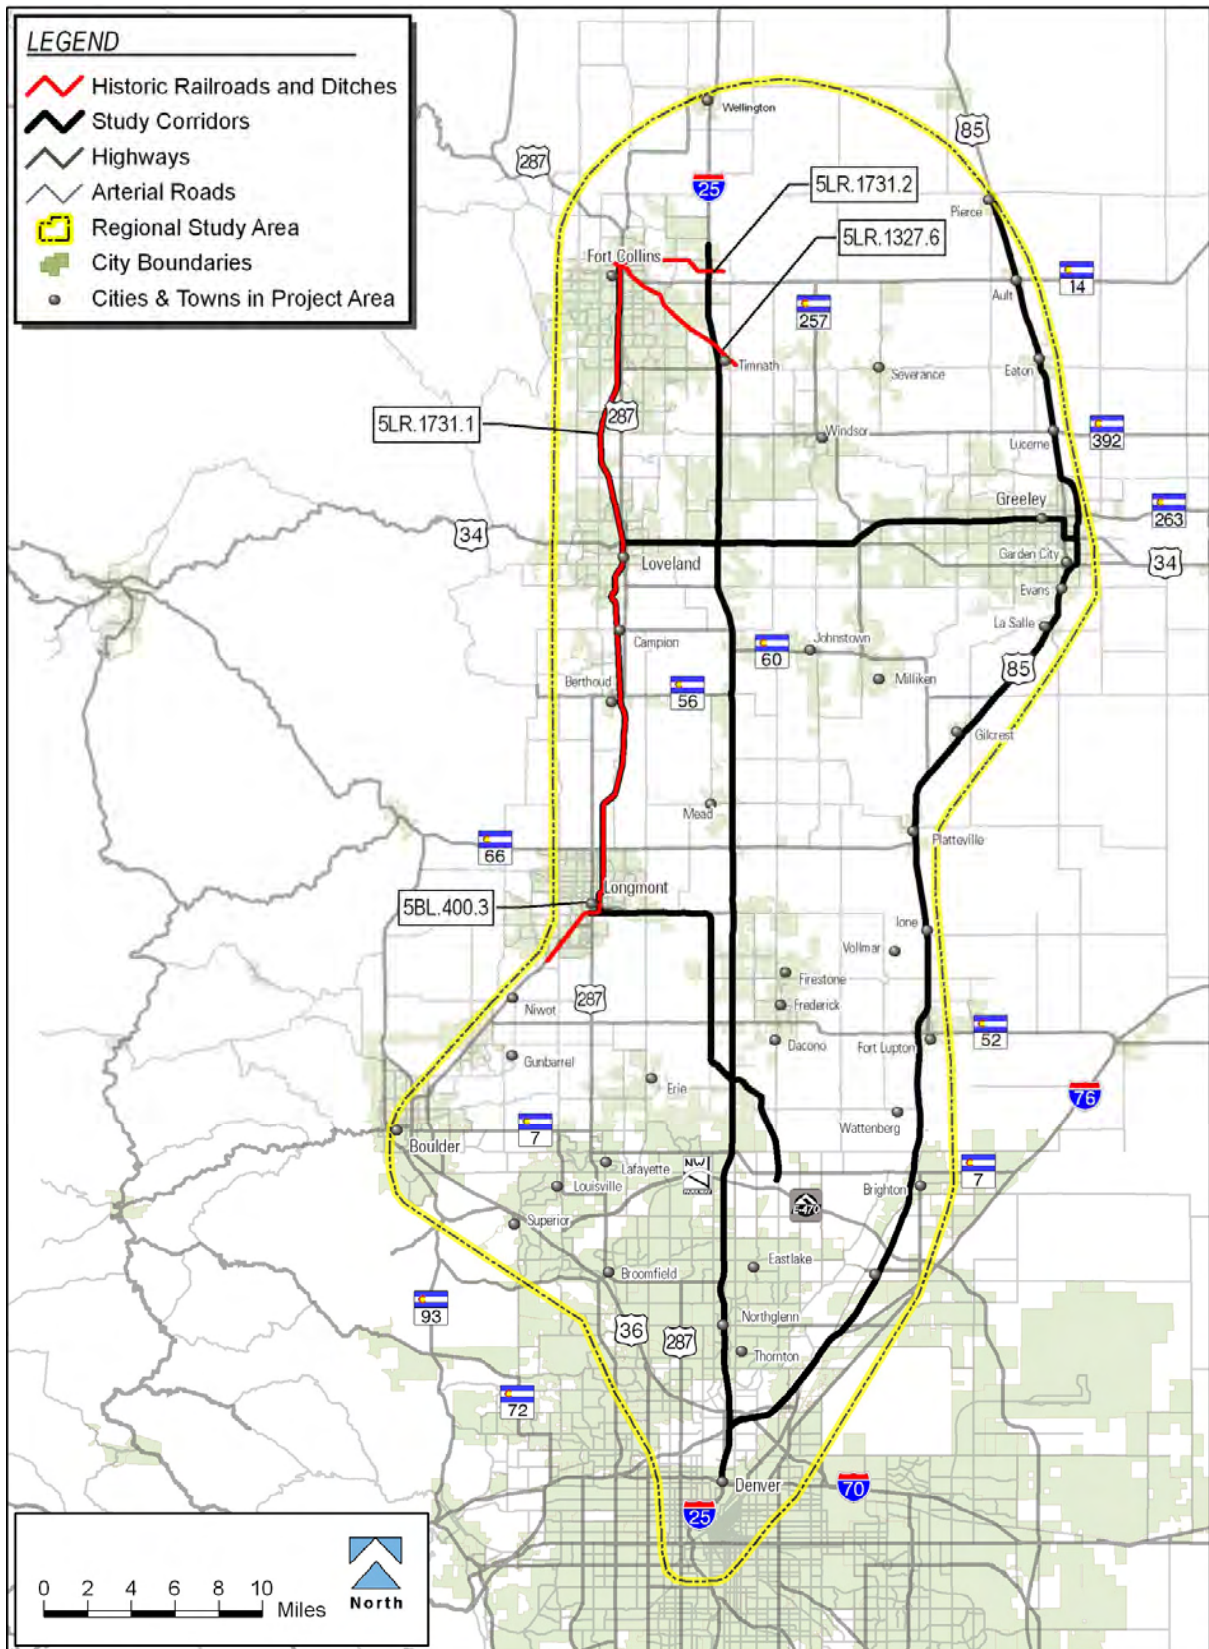 LEGEND
Historic Railroads and Ditches
Study Corridors
Highways
Arterial Roads
Regional Study Area
City Boundaries
Cities & Towns in Project Area
Wellington
85
287
25
5LR.1731.2
Pierce
5LR.1327.6
Fort Collins
14
Ault
257
Timnath
Severance
Eaton
5LR.1731.1
287
Windsor
Lucerne
392
Greeley
263
34
Loveland
Garden City
34
Evans
La Salle
Campion
60
Johnstown
85
Berthoud
56
Milliken
Gilcrest
Mead
66
Platteville
Longmont
5BL.400.3
Ione
Vollmar
Firestone
Niwot
287
Frederick
52
Dacono
Fort Lupton
Gunbarrel
Erie
76
Wattenberg
7
Boulder
Lafayette
NW
PARKWAY
7
Louisville
Brighton
E-470
Superior
Eastlake
Broomfield
93
Northglenn
36
287
Thornton
72
Denver
70
25
0 2 4 6 8 10
Miles
North